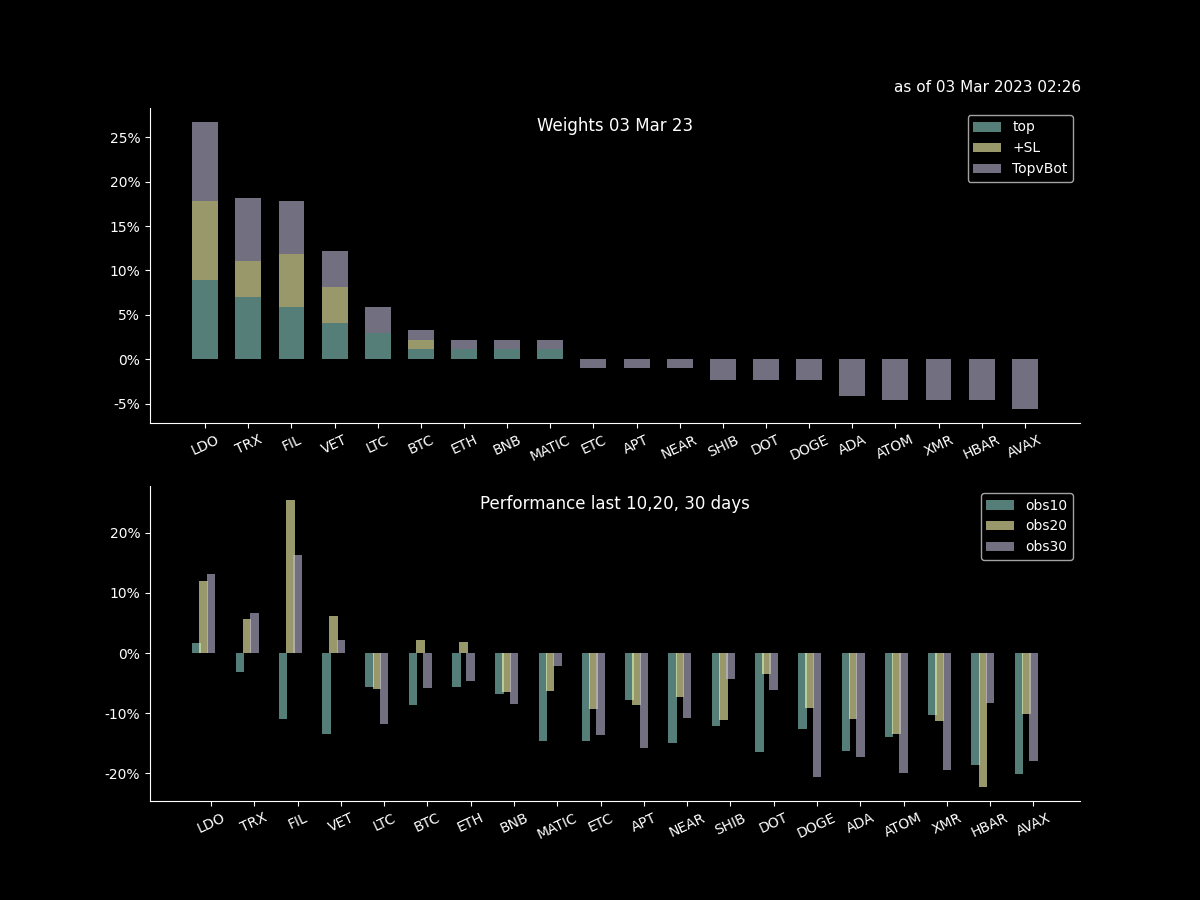 as of 03 Mar 2023 02:26
Weights 03 Mar 23
top
+SL
TopvBot
25%
20%
15%
10%
5%
0%
-5%
LDO TRX FIL VET LTC BTC ETH BNB MATIC ETC APT NEAR SHIB DOT DOGE ADA ATOM XMR HBAR AVAX
Performance last 10,20, 30 days
obs10
obs20
obs30
20%
10%
0%
-10%
-20%
LDO TRX FIL VET LTC BTC ETH BNB MATIC ETC APT NEAR SHIB DOT DOGE ADA ATOM XMR HBAR AVAX